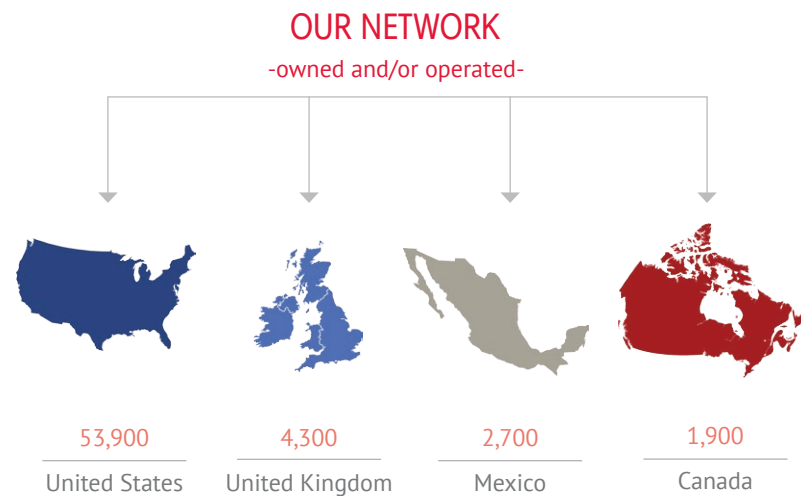 OUR NETWORK
-owned and/or operated-
53,900
4,300
2,700
1,900
United States
United Kingdom
Mexico
Canada